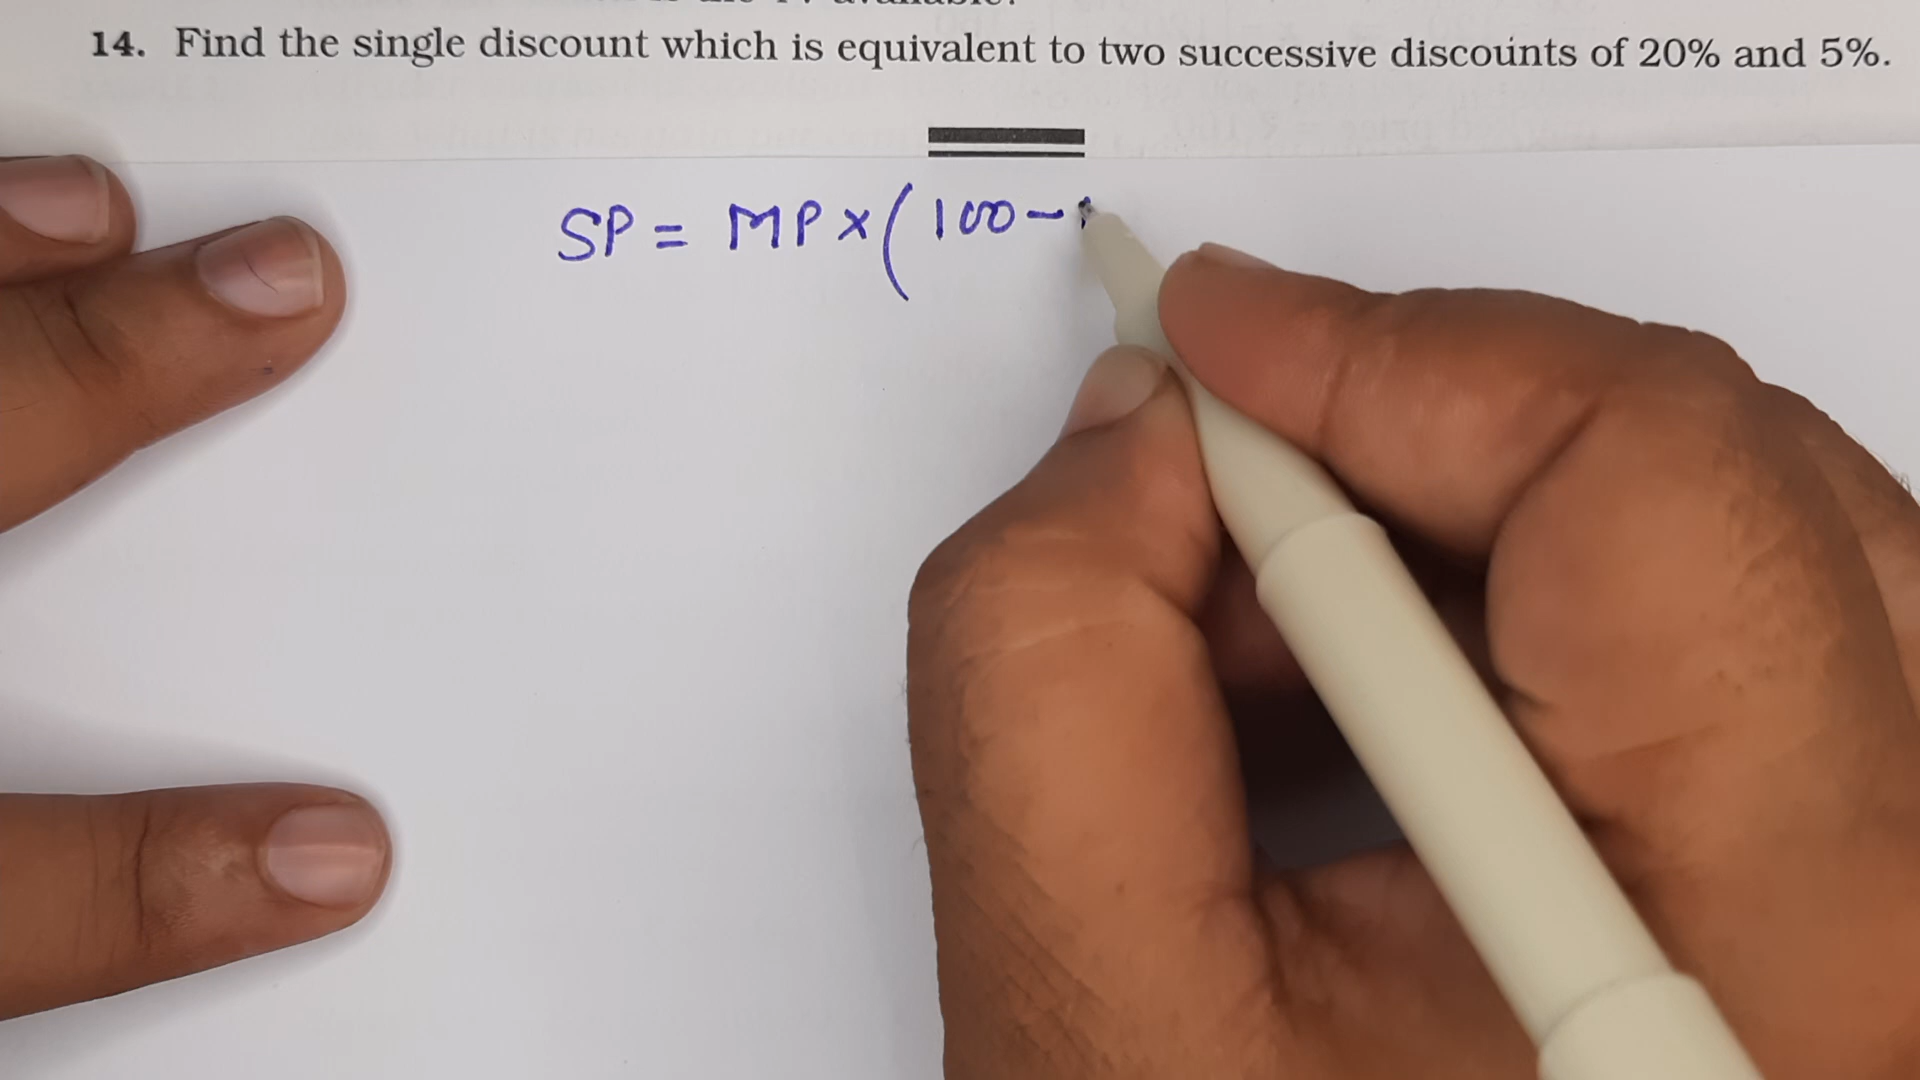 14. Find the single discount which is equivalent to two successive discounts of 20% and 5%.
SP = MP × ( 100 -